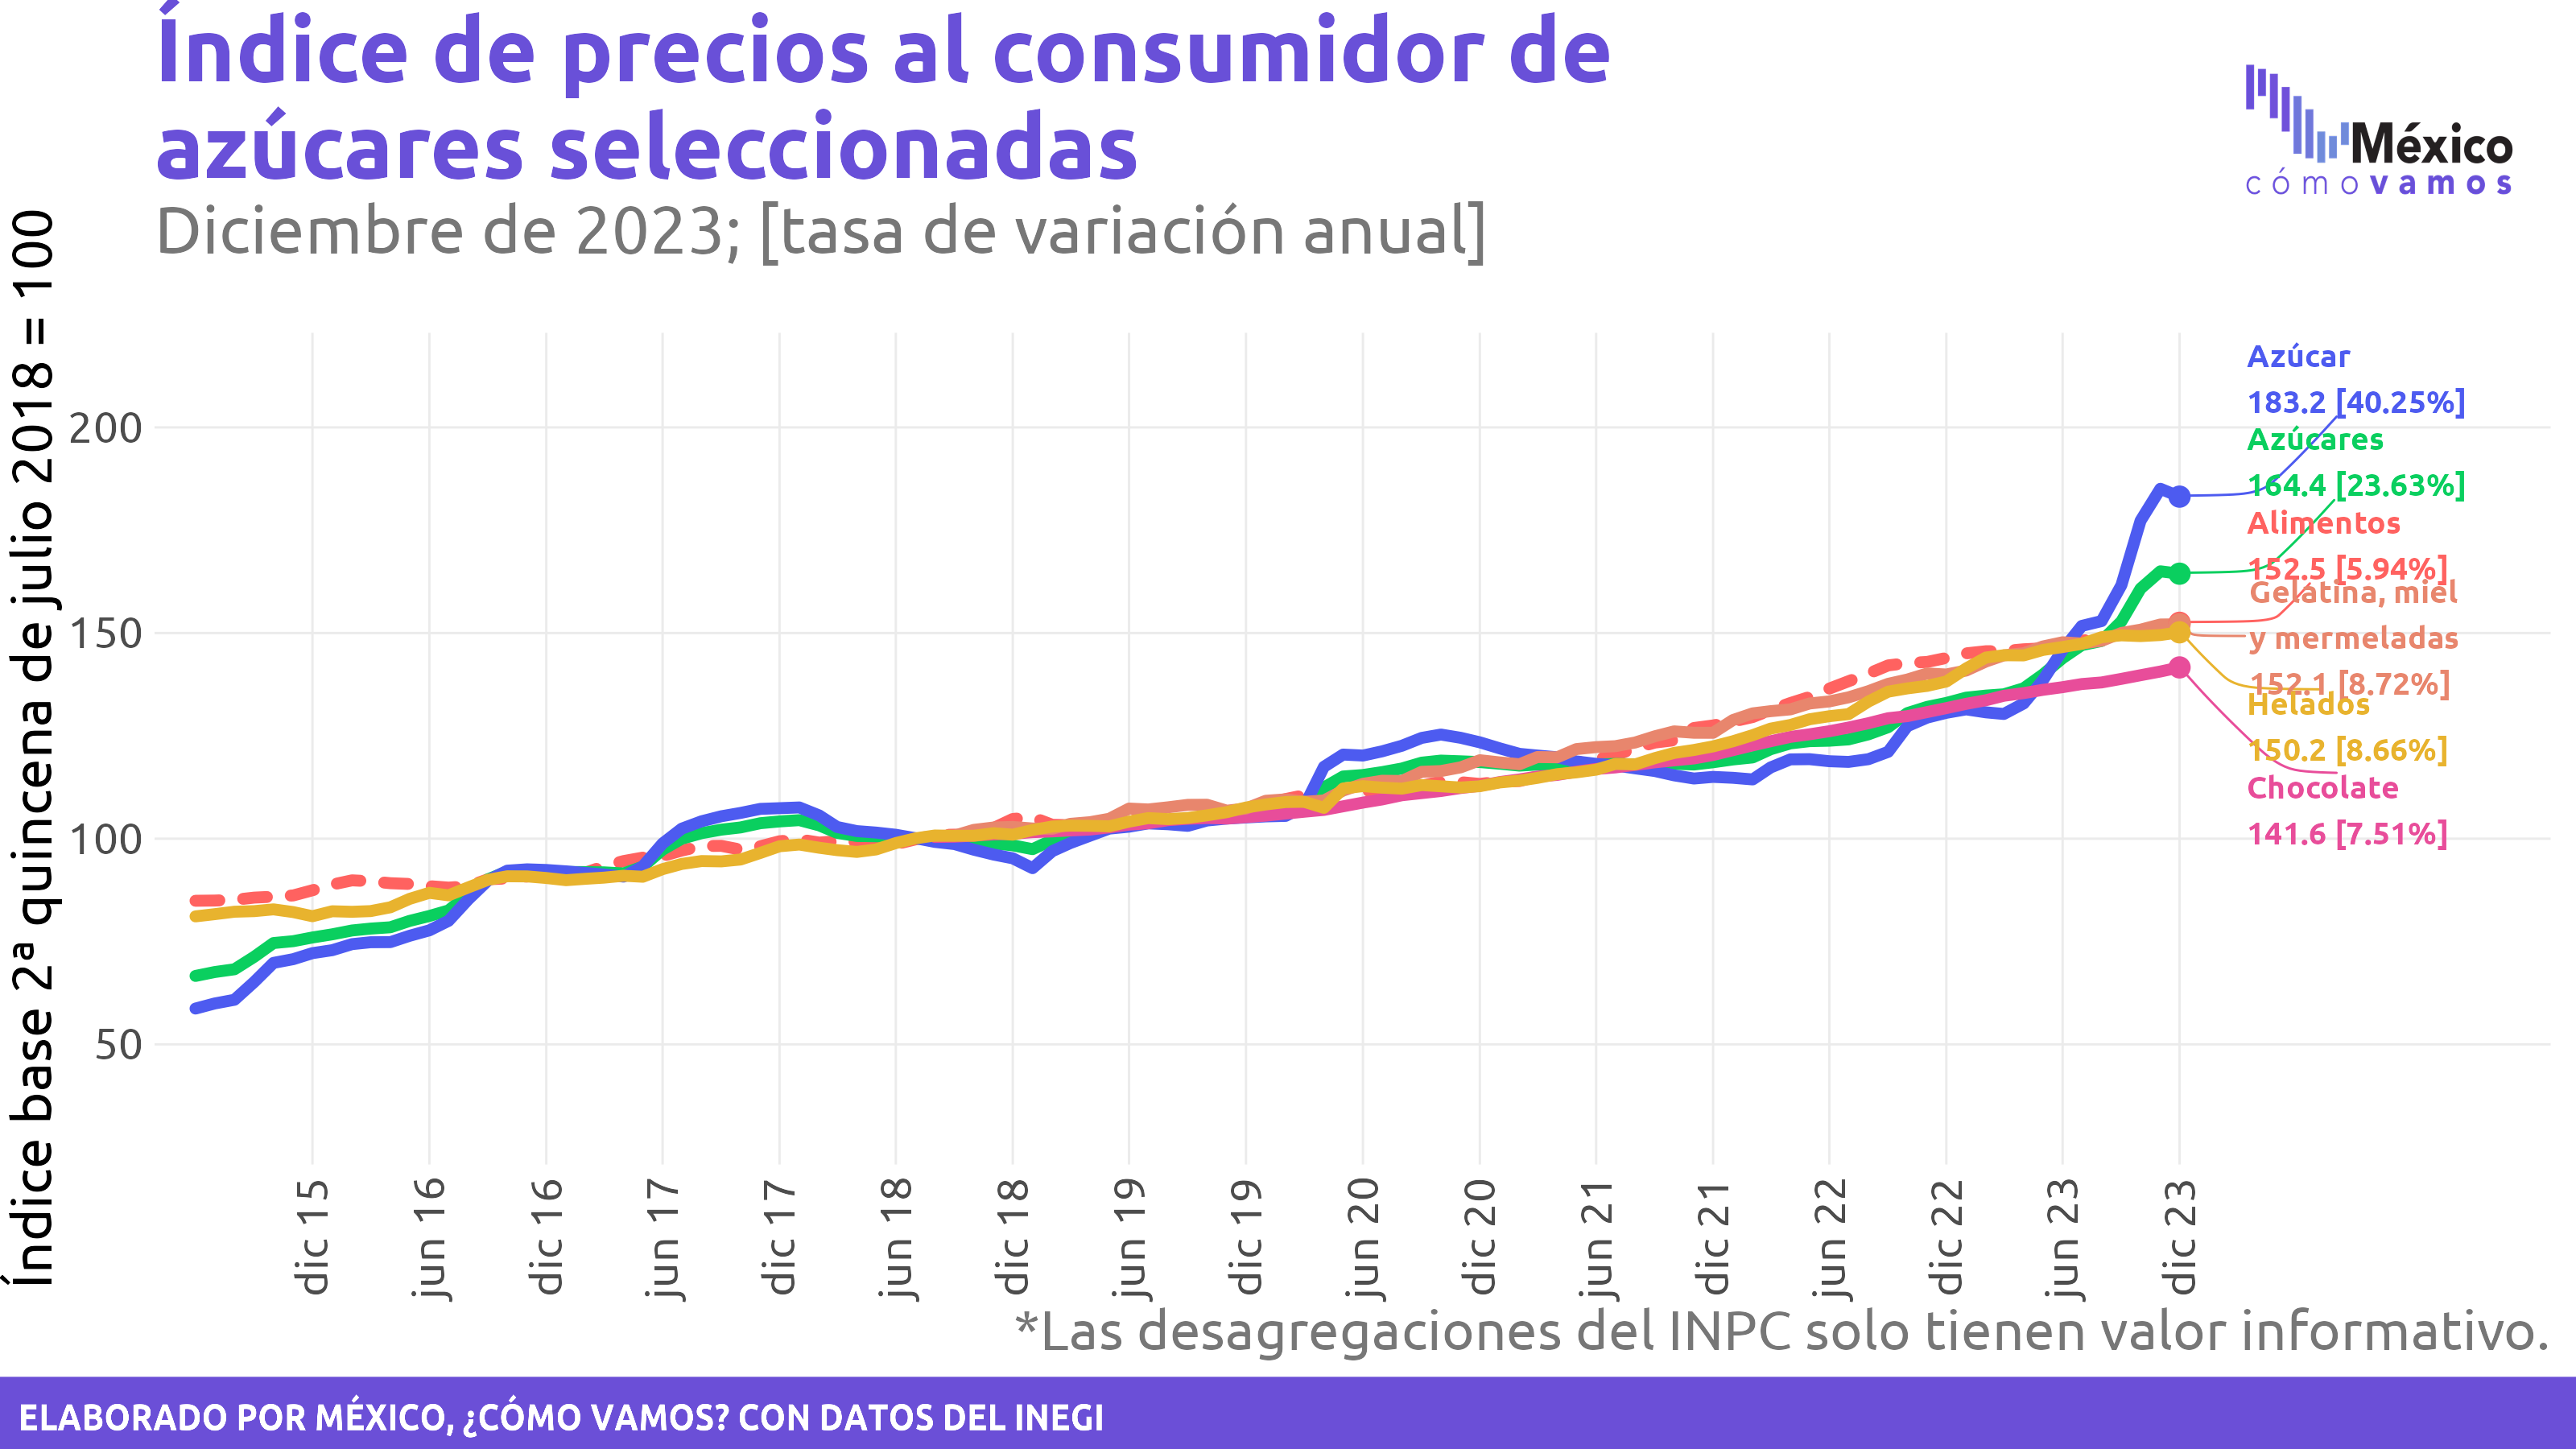 Índice de precios al consumidor de
azúcares seleccionadas
Diciembre de 2023; [tasa de variación anual]
México
cómo vamos
Índice base 2ª quincena de julio 2018 = 100
200
150
100
50
Azúcar
183.2 [40.25%]
Azúcares
164.4 [23.63%]
Alimentos
152.5 [5.94%]
Gelatina, miel
y mermeladas
152.1 [8.72%]
Helados
150.2 [8.66%]
Chocolate
141.6 [7.51%]
dic 15
jun 16
dic 16
jun 17
dic 17
jun 18
dic 18
jun 19
dic 19
jun 20
dic 20
jun 21
dic 21
jun 22
dic 22
jun 23
dic 23
*Las desagregaciones del INPC solo tienen valor informativo.
ELABORADO POR MÉXICO, ¿CÓMO VAMOS? CON DATOS DEL INEGI